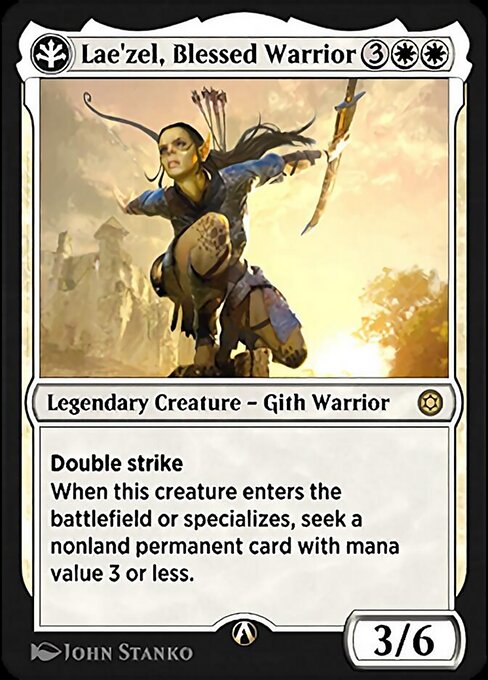 Lae'zel, Blessed Warrior 3
Legendary Creature – Gith Warrior
Double strike
When this creature enters the
battlefield or specializes, seek a
nonland permanent card with mana
value 3 or less.
3/6
John Stanko